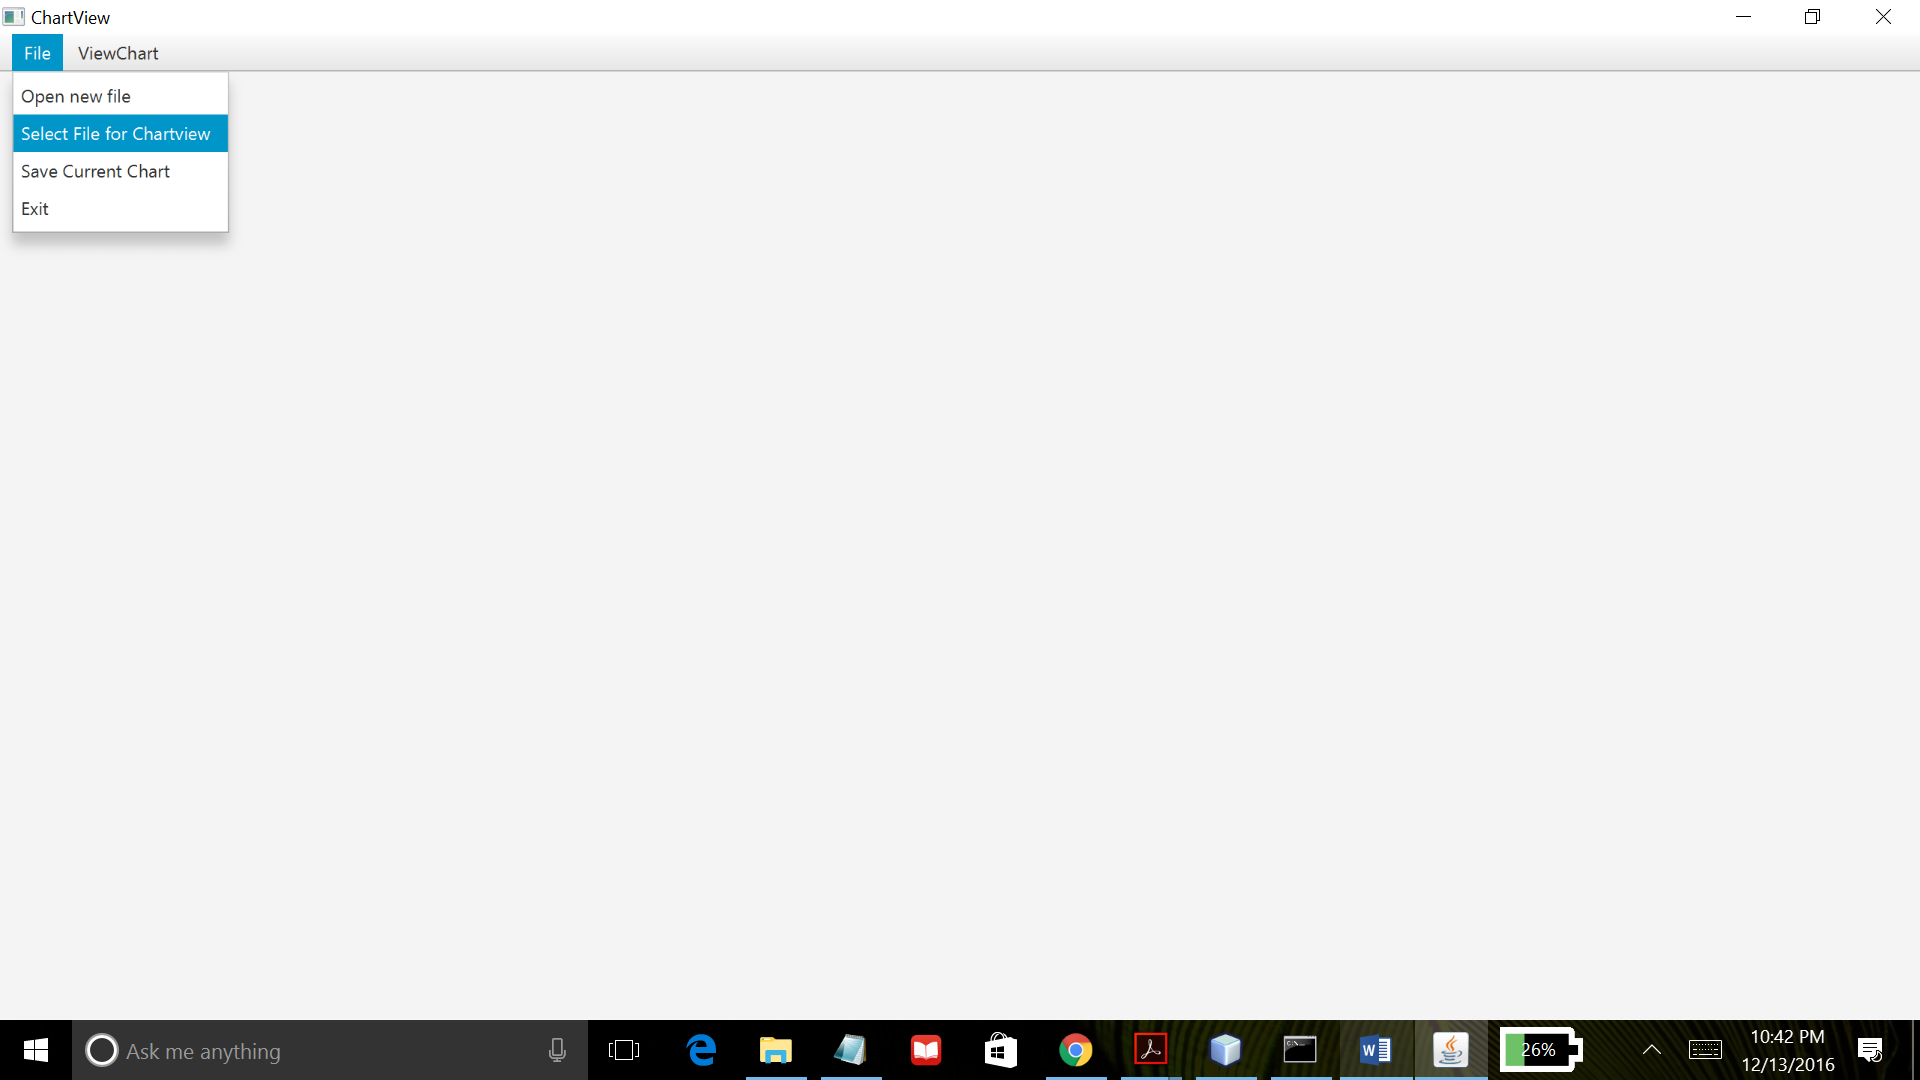 ChartView
File ViewChart
Open new file
Select File for Chartview
Save Current Chart
Exit
Ask me anything
26%
10:42 PM
12/13/2016